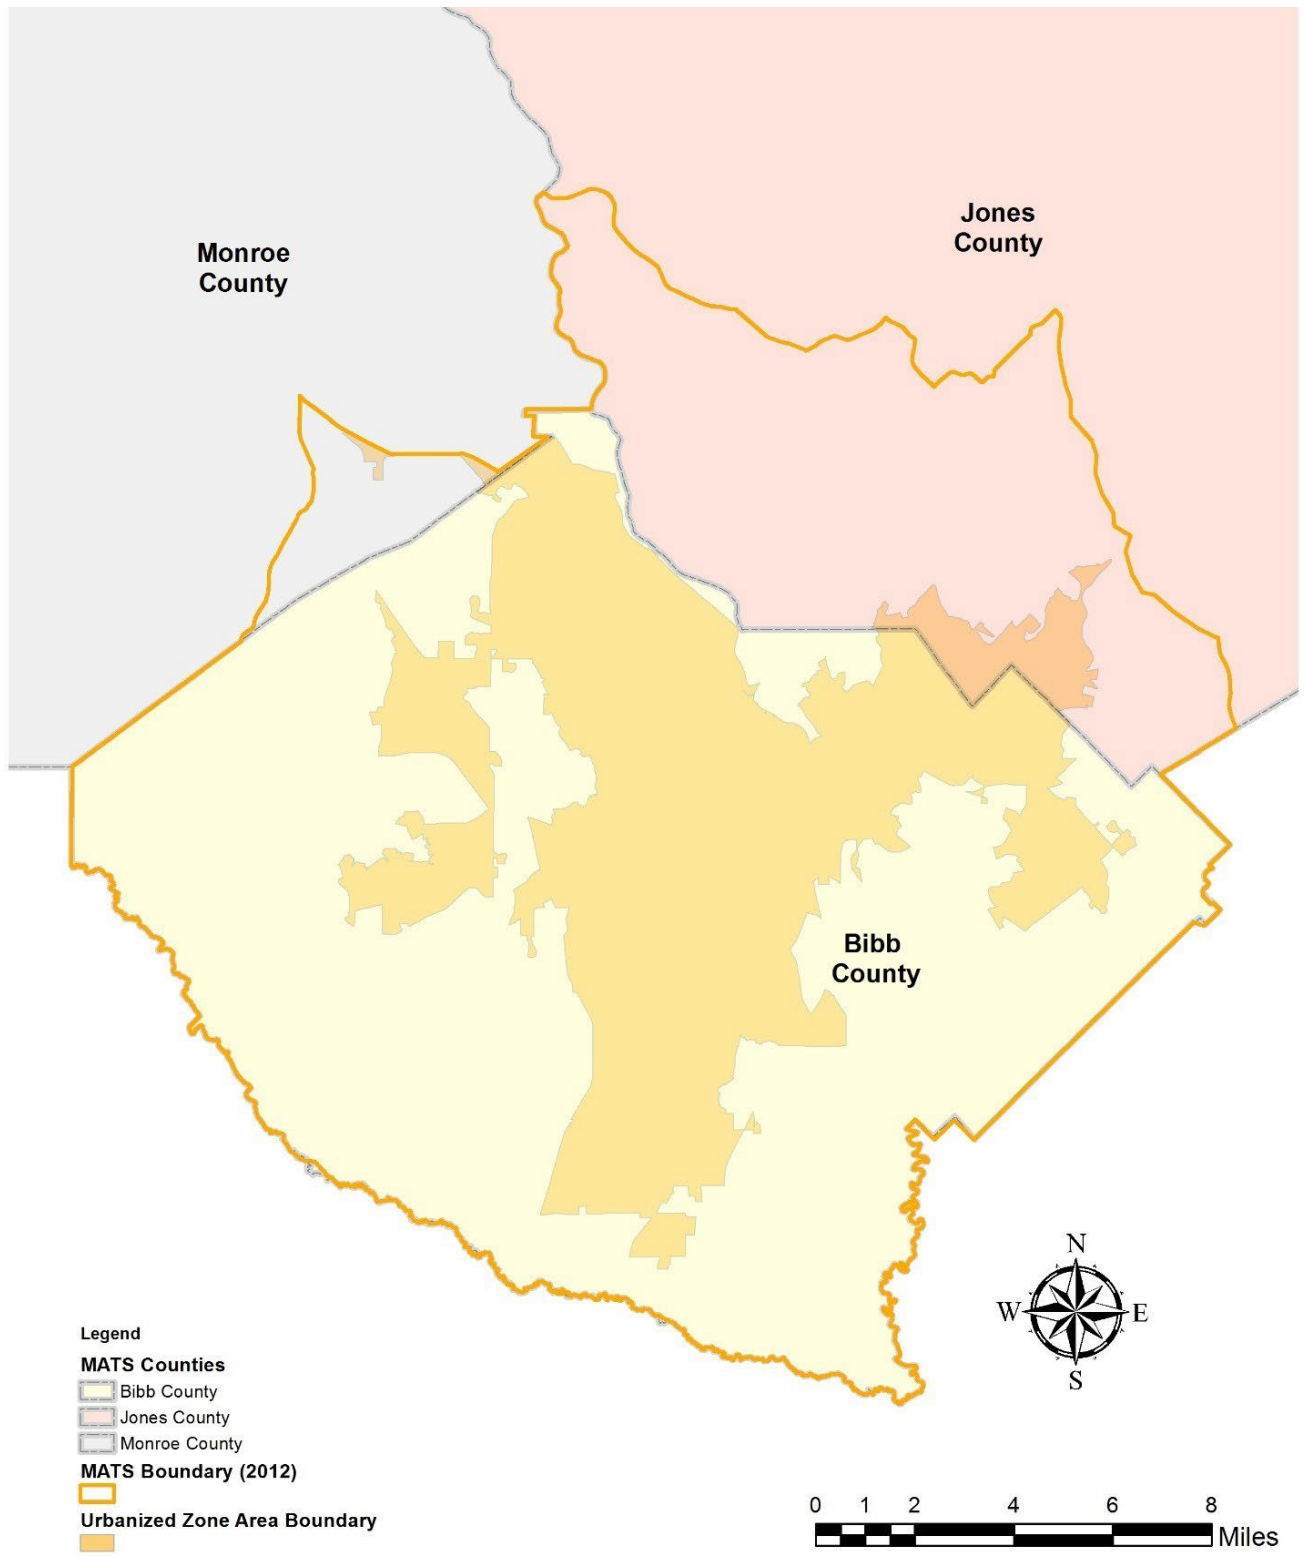 Jones
County
Monroe
County
Bibb
County
N
W
E
S
Legend
MATS Counties
Bibb County
Jones County
Monroe County
MATS Boundary (2012)
Urbanized Zone Area Boundary
0 1 2 4 6 8
Miles